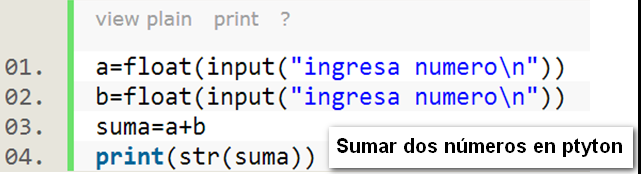 view plain print ?
01. a=float(input("ingresa numero\n"))
02. b=float(input("ingresa numero\n"))
03. suma=a+b
04. print(str(suma))
Sumar dos números en ptyton